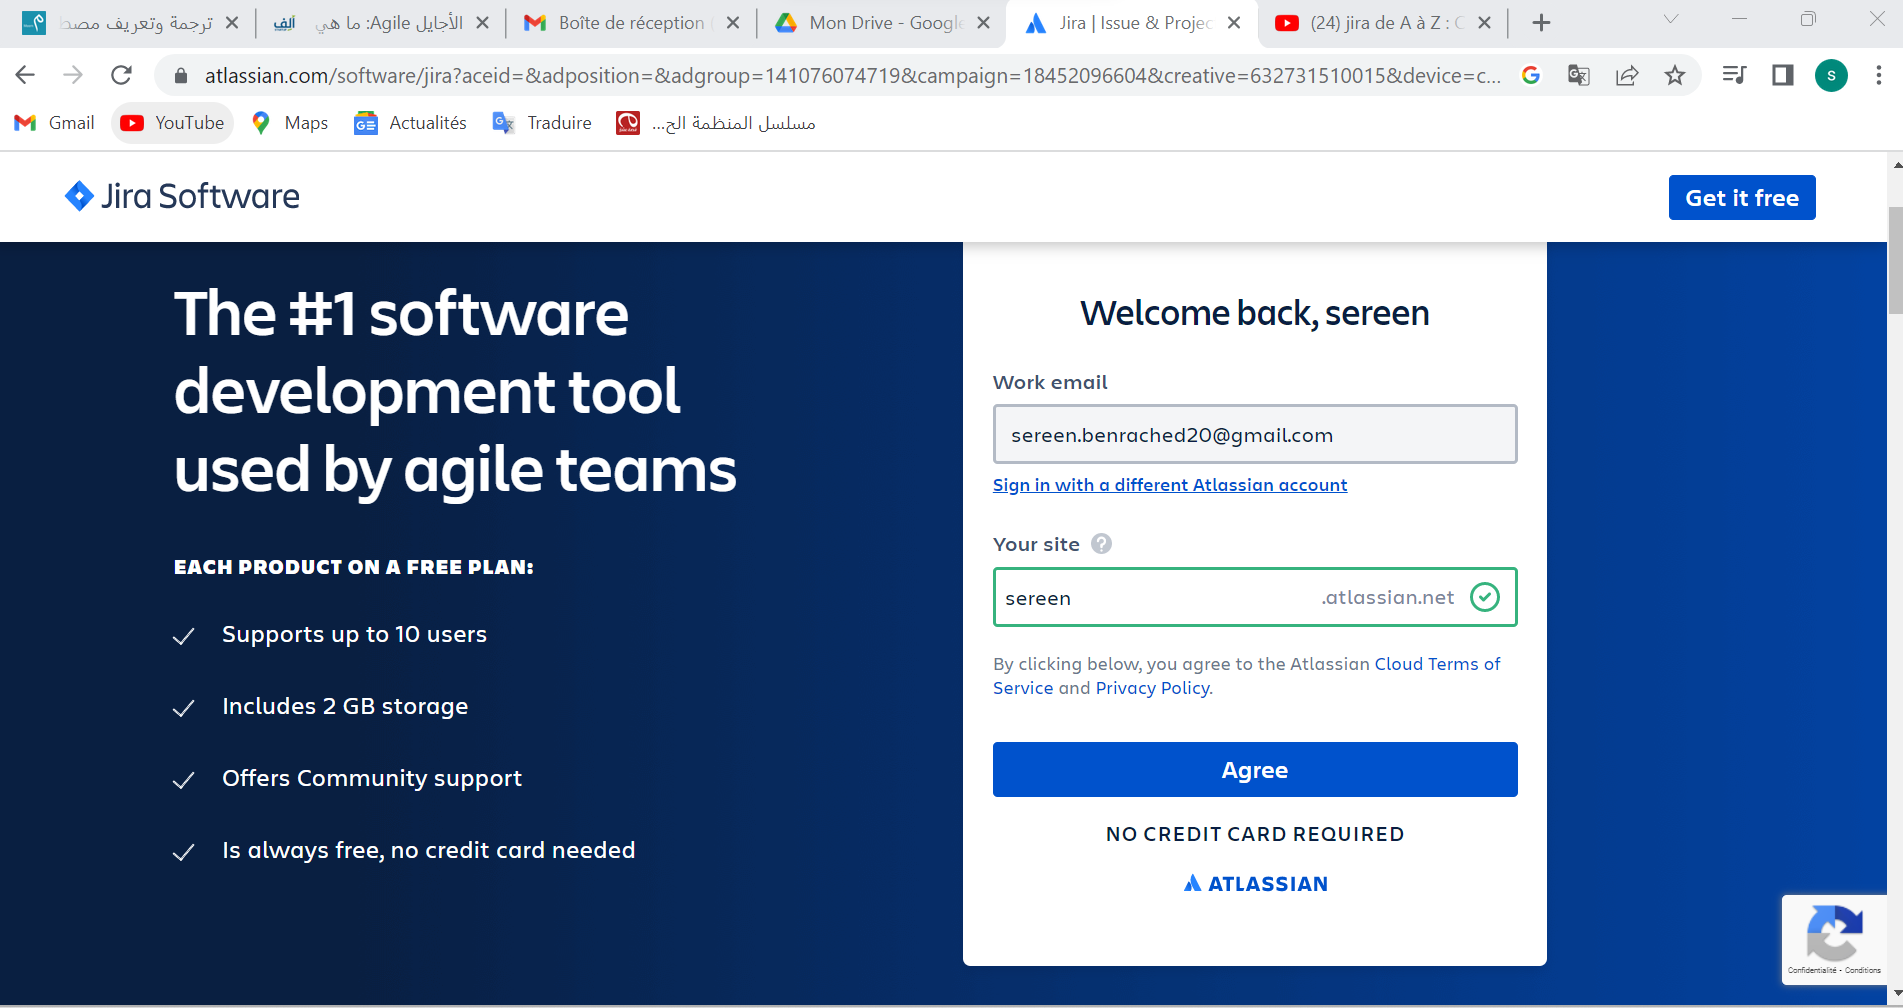 ترجمة وتعريف مصط
ألِف
الأجايل Agile: ما هي
Boîte de réception (
Mon Drive - Google
Jira | Issue & Projec
(24) jira de A à Z : C
atlassian.com/software/jira?aceid=&adposition=&adgroup=141076074719&campaign=18452096604&creative=632731510015&device=c...
S
Gmail
YouTube
Maps
Actualités
Traduire
مسلسل المنظمة الح...
Jira Software
Get it free
The #1 software
development tool
used by agile teams
EACH PRODUCT ON A FREE PLAN:
Supports up to 10 users
Includes 2 GB storage
Offers Community support
Is always free, no credit card needed
Welcome back, sereen
Work email
sereen.benrached20@gmail.com
Sign in with a different Atlassian account
Your site ?
sereen .atlassian.net
By clicking below, you agree to the Atlassian Cloud Terms of
Service and Privacy Policy.
Agree
NO CREDIT CARD REQUIRED
ATLASSIAN
Confidentialité - Conditions